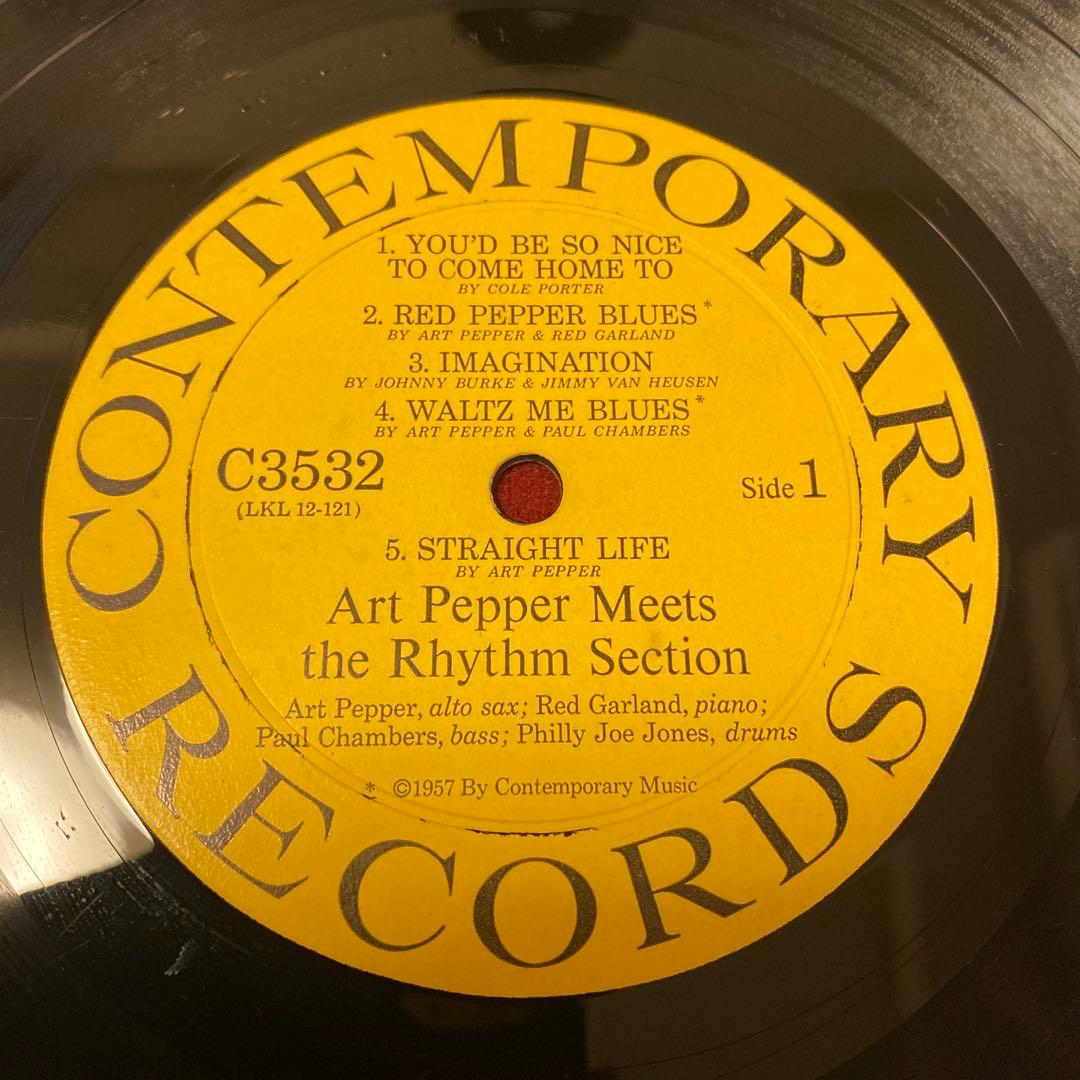 CONTEMPORARY
1. YOU'D BE SO NICE
TO COME HOME TO
BY COLE PORTER
2. RED PEPPER BLUES*
BY ART PEPPER & RED GARLAND
3. IMAGINATION
BY JOHNNY BURKE & JIMMY VAN HEUSEN
4. WALTZ ME BLUES*
BY ART PEPPER & PAUL CHAMBERS
C3532
(LKL 12-121)
Side 1
5. STRAIGHT LIFE
BY ART PEPPER
Art Pepper Meets
the Rhythm Section
Art Pepper, alto sax; Red Garland, piano;
Paul Chambers, bass; Philly Joe Jones, drums
* ©1957 By Contemporary Music
RECORDS